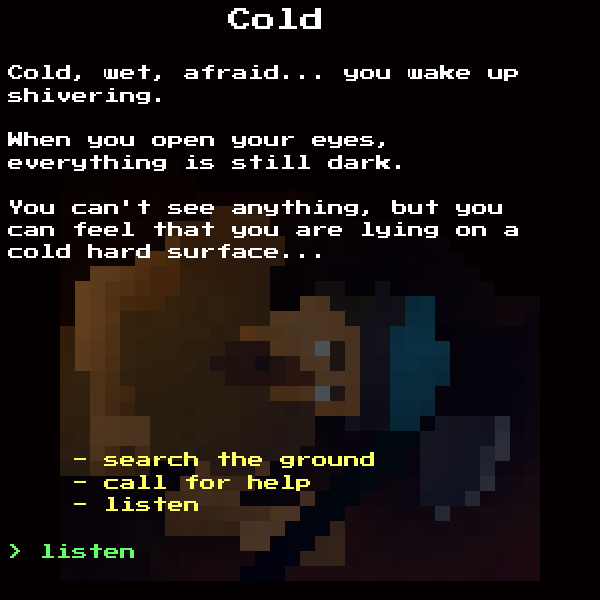 Cold
Cold, wet, afraid... you wake up
shivering.
When you open your eyes,
everything is still dark.
You can't see anything, but you
can feel that you are lying on a
cold hard surface...
- search the ground
- call for help
- listen
> listen